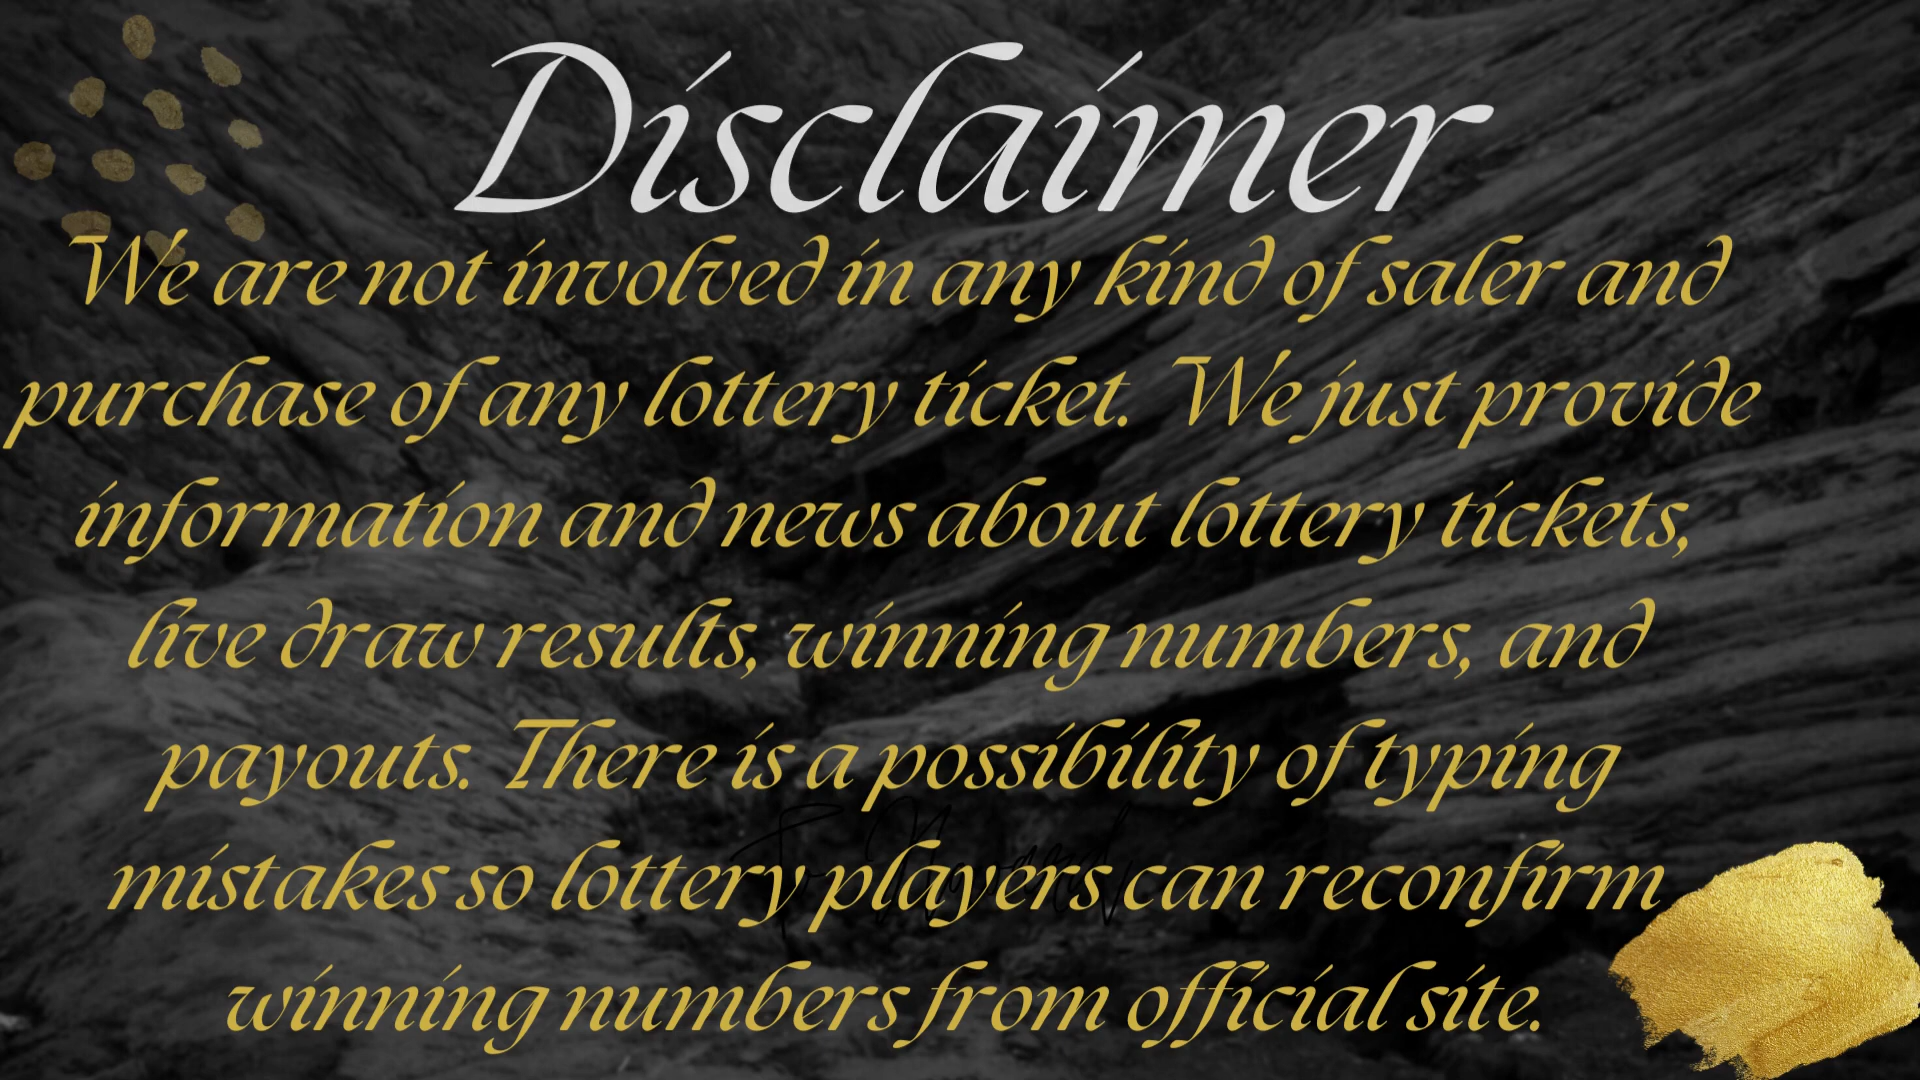 Disclaimer
We are not involved in any kind of saler and
purchase of any lottery ticket. We just provide
information and news about lottery tickets,
live draw results, winning numbers, and
payouts. There is a possibility of typing
mistakes so lottery players can reconfirm
winning numbers from official site.